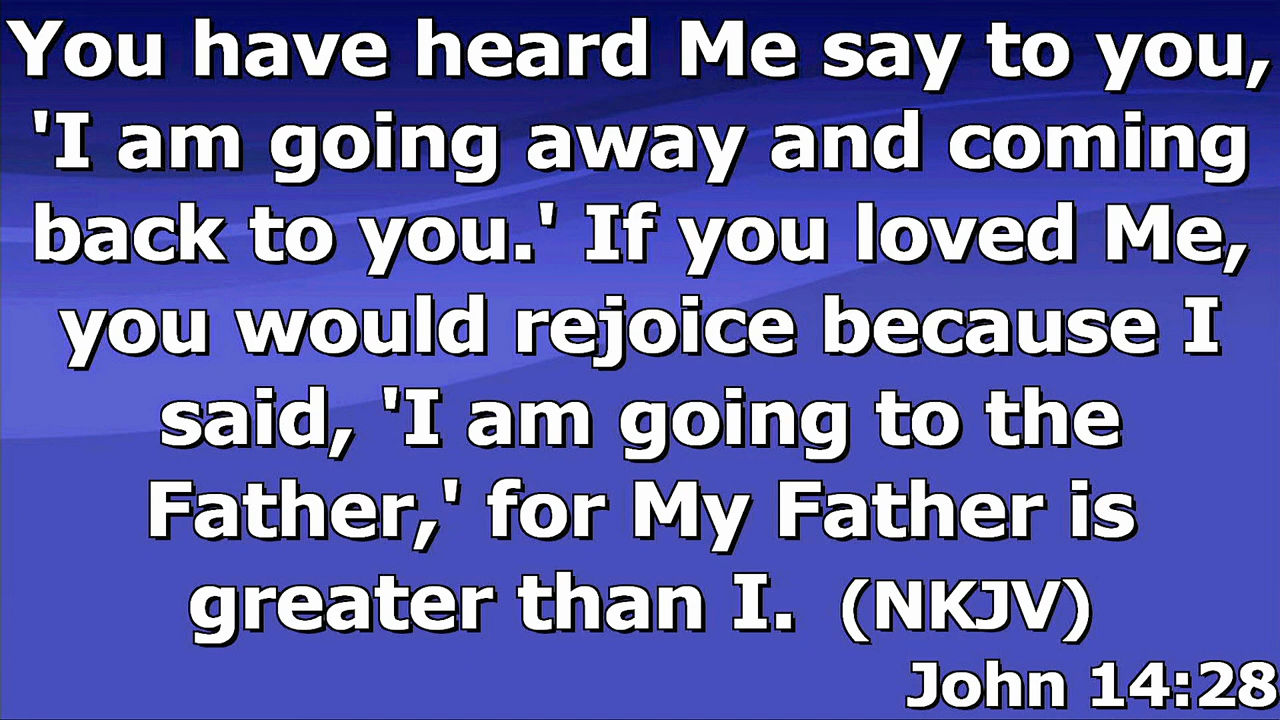 You have heard Me say to you,
'I am going away and coming
back to you.' If you loved Me,
you would rejoice because I
said, 'I am going to the
Father,' for My Father is
greater than I.  (NKJV)
John 14:28